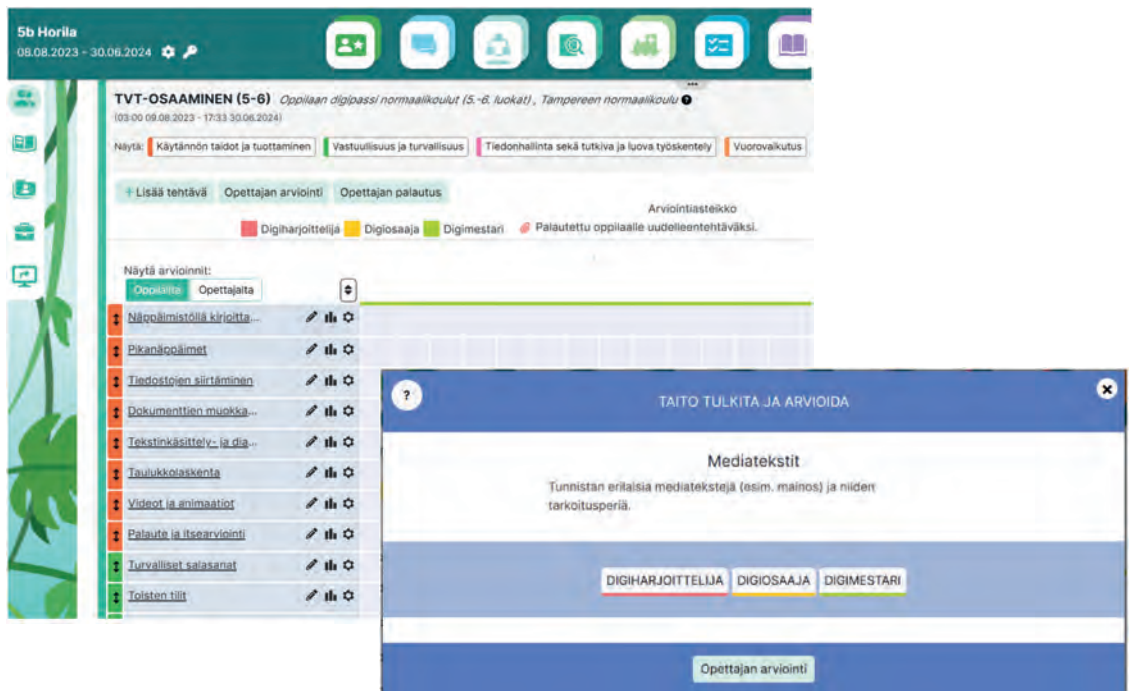 5b Horila
08.08.2023 - 30.06.2024
TVT-OSAAMINEN (5-6) Oppilaan digipassi normaalikoulut (5.-6. luokat) , Tampereen normaalikoulu ?
(03:00 09.08.2023 - 17:33 30.06.2024)
Näytä: Käytännön taidot ja tuottaminen Vastuullisuus ja turvallisuus Tiedonhallinta sekä tutkiva ja luova työskentely Vuorovaikutus
+ Lisää tehtävä Opettajan arviointi Opettajan palautus
Arviointiasteikko
Digiharjoittelija Digiosaaja Digimestari Palautettu oppilaalle uudelleentehtäväksi.
Näytä arvioinnit:
Oppilailta Opettajalta
Näppäimistöllä kirjoitta...
Pikanäppäimet
Tiedostojen siirtäminen
Dokumenttien muokka...
Tekstinkäsittely- ja dia...
Taulukkolaskenta
Videot ja animaatiot
Palaute ja itsearviointi
Turvalliset salasanat
Toisten tilit
?
TAITO TULKITA JA ARVIOIDA
Mediatekstit
Tunnistan erilaisia mediatekstejä (esim. mainos) ja niiden
tarkoitusperiä.
DIGIHARJOITTELIJA DIGIOSAAJA DIGIMESTARI
Opettajan arviointi